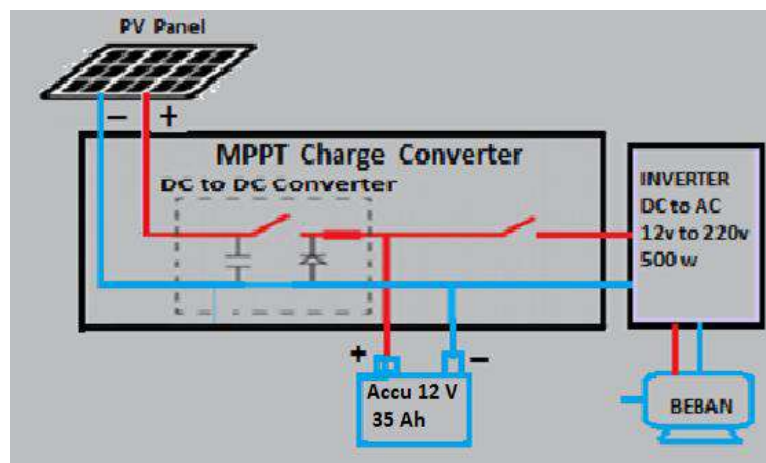 PV Panel
− +
MPPT Charge Converter
DC to DC Converter
INVERTER
DC to AC
12v to 220v
500 w
+ −
Accu 12 V
35 Ah
BEBAN